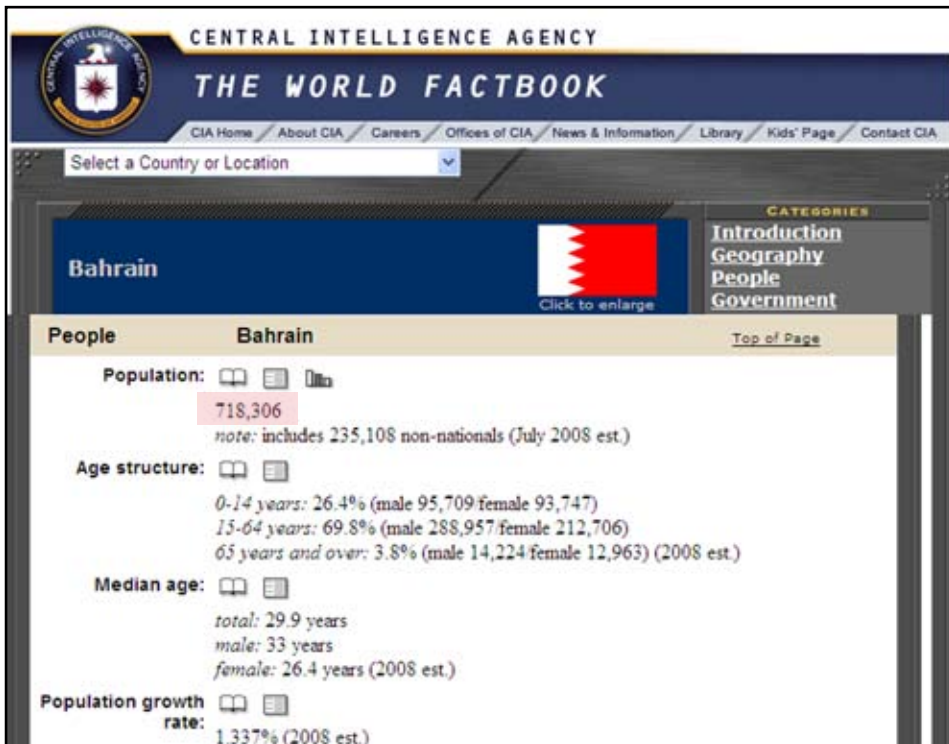 CENTRAL INTELLIGENCE AGENCY
THE WORLD FACTBOOK
CIA Home / About CIA / Careers / Offices of CIA / News & Information / Library / Kids' Page / Contact CIA
Select a Country or Location
CATEGORIES
Introduction
Geography
People
Government
Bahrain
Click to enlarge
People Bahrain Top of Page
Population:
718,306
note: includes 235,108 non-nationals (July 2008 est.)
Age structure:
0-14 years: 26.4% (male 95,709/female 93,747)
15-64 years: 69.8% (male 288,957/female 212,706)
65 years and over: 3.8% (male 14,224/female 12,963) (2008 est.)
Median age:
total: 29.9 years
male: 33 years
female: 26.4 years (2008 est.)
Population growth
rate:
1.337% (2008 est.)